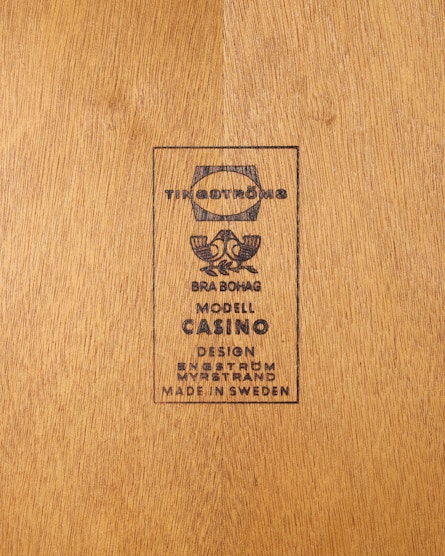 TINGSTRÖMS
BRA BOHAG
MODELL
CASINO
DESIGN
ENGSTRÖM
MYRSTRAND
MADE IN SWEDEN